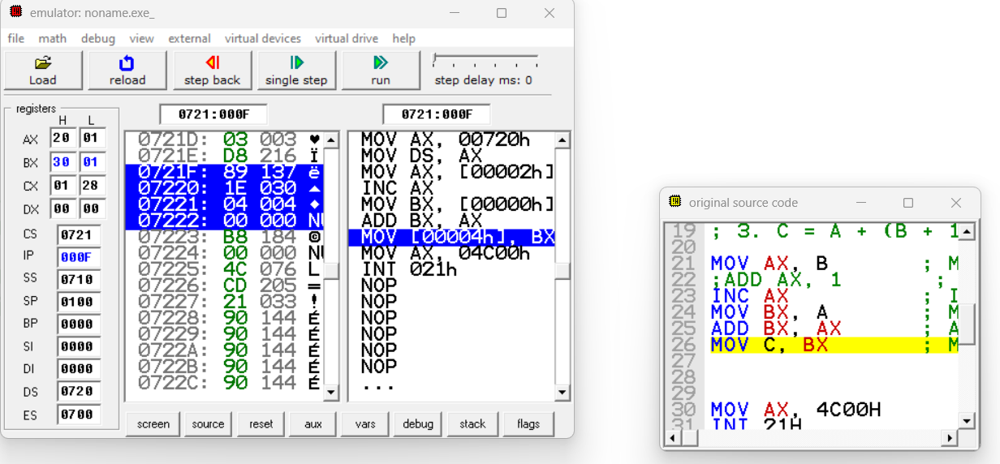 emulator: noname.exe_
file math debug view external virtual devices virtual drive help
Load reload step back single step run step delay ms: 0
registers
H L
AX 20 01
BX 30 01
CX 01 28
DX 00 00
CS 0721
IP 000F
SS 0710
SP 0100
BP 0000
SI 0000
DI 0000
DS 0720
ES 0700
0721:000F
0721D: 03 003 ♥
0721E: D8 216 Ï
0721F: 89 137 ë
07220: 1E 030 ▲
07221: 04 004 ♦
07222: 00 000 NU
07223: B8 184 ©
07224: 00 000 NU
07225: 4C 076 L
07226: CD 205 =
07227: 21 033 !
07228: 90 144 É
07229: 90 144 É
0722A: 90 144 É
0722B: 90 144 É
0722C: 90 144 É
0721:000F
MOV AX, 00720h
MOV DS, AX
MOV AX, [00002h]
INC AX
MOV BX, [00000h]
ADD BX, AX
MOV [00004h], BX
MOV AX, 04C00h
INT 021h
NOP
NOP
NOP
NOP
NOP
NOP
...
screen source reset aux vars debug stack flags
original source code
19 ; 3. C = A + (B + 1
20
21 MOV AX, B ; M
22 ;ADD AX, 1 ;
23 INC AX ; I
24 MOV BX, A ; M
25 ADD BX, AX ; A
26 MOV C, BX ; M
27
28
29
30 MOV AX, 4C00H
31 INT 21H